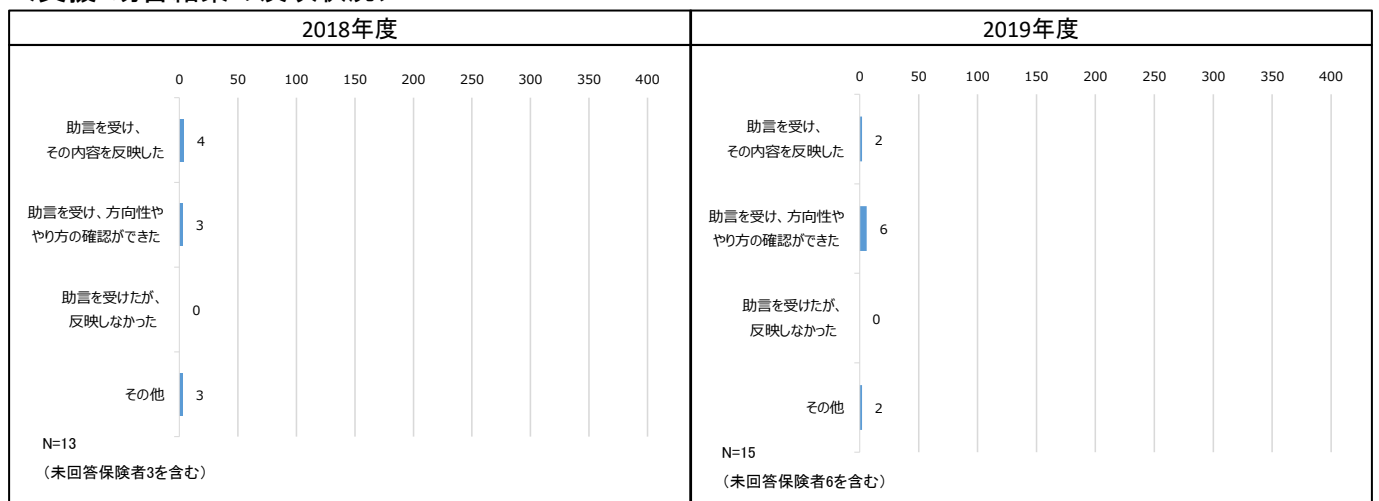 2018年度
2019年度
0 50 100 150 200 250 300 350 400
助言を受け、
その内容を反映した
4
助言を受け、方向性や
やり方の確認ができた
3
助言を受けたが、
反映しなかった
0
その他
3
N=13
（未回答保険者3を含む）
0 50 100 150 200 250 300 350 400
助言を受け、
その内容を反映した
2
助言を受け、方向性や
やり方の確認ができた
6
助言を受けたが、
反映しなかった
0
その他
2
N=15
（未回答保険者6を含む）